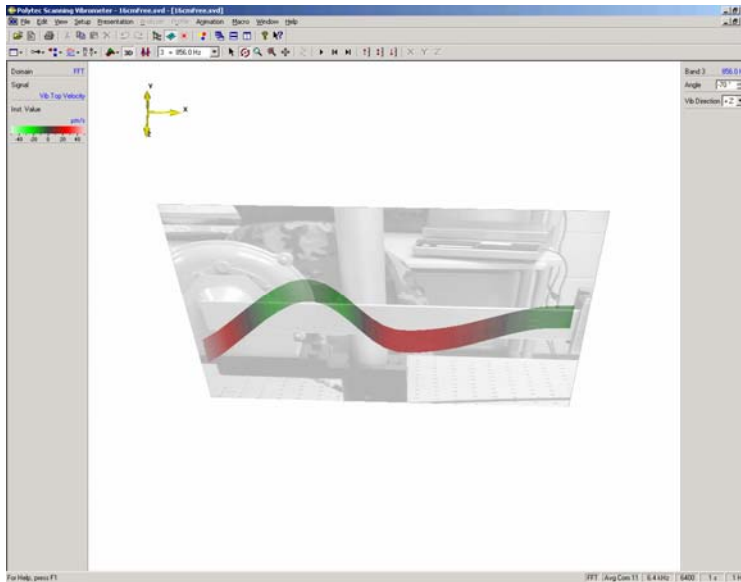 Polytec Scanning Vibrometer - 16cmFree.svd - [16cmFree.svd]
File Edit View Setup Presentation Animation Macro Window Help
3D
3 = 856.0 Hz
X Y Z
Domain FFT
Signal
Vib Top Velocity
Inst. Value
µm/s
-40 -20 0 20 40
Y
X
Z
Band 3 856.0 H
Angle -70 °
Vib Direction +Z
For Help, press F1
FFT Avg Com 11 6.4 kHz 6400 1 s 1 H